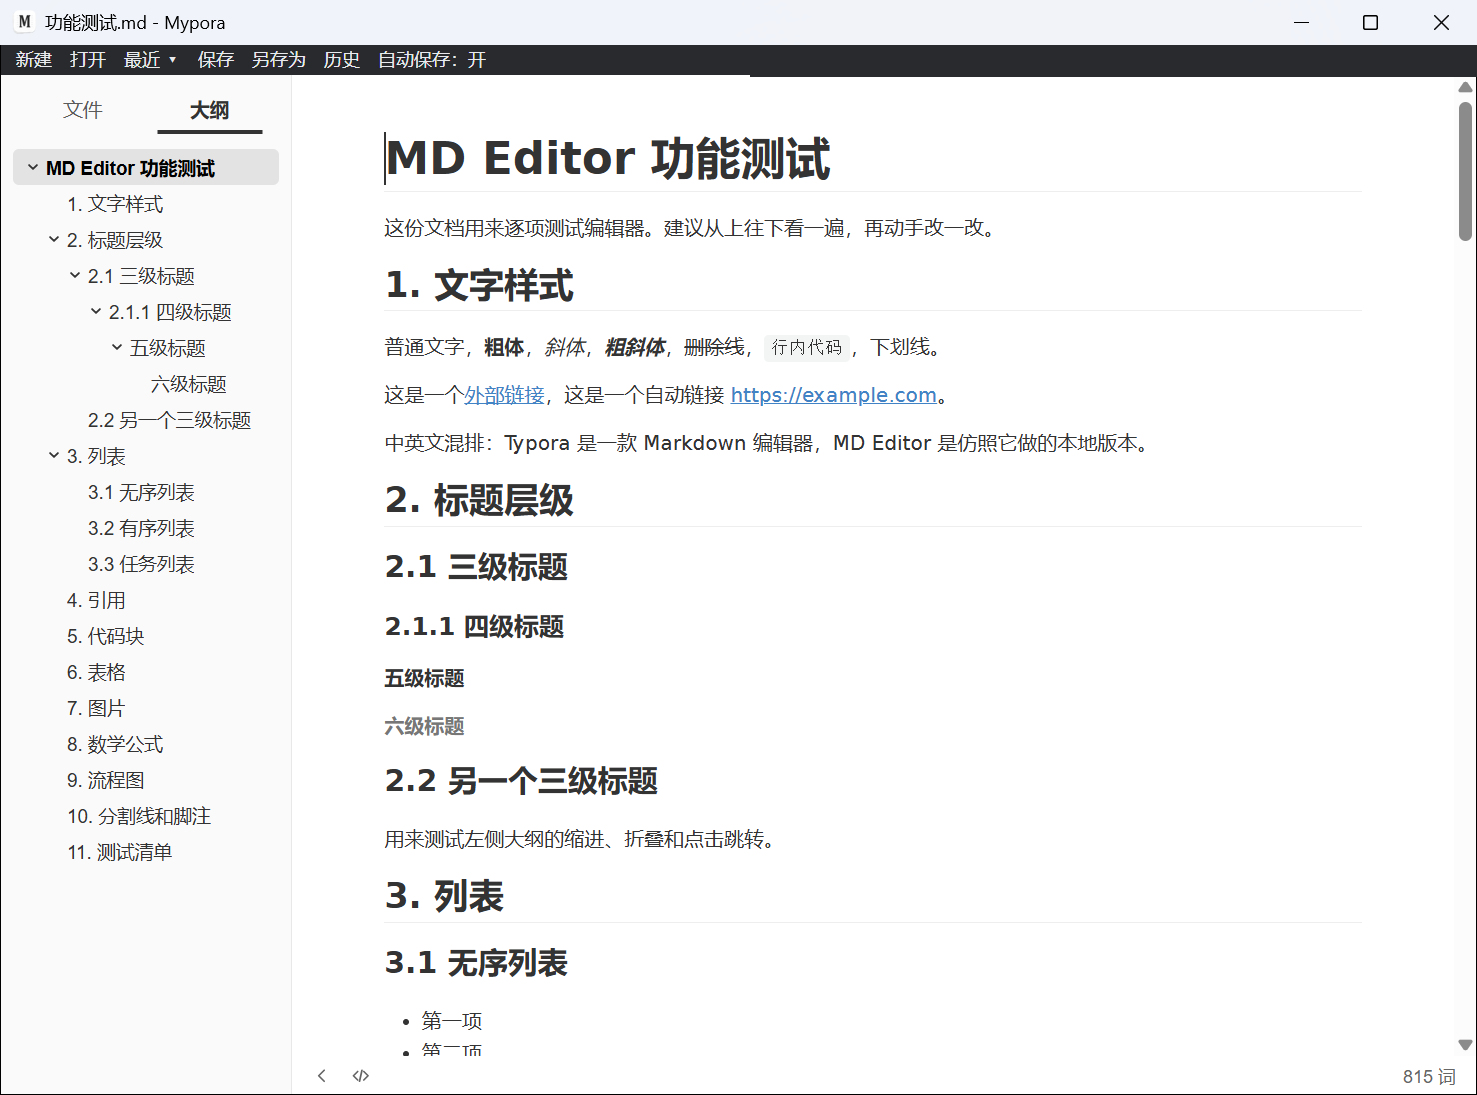 M 功能测试.md - Mypora
新建 打开 最近 ▾ 保存 另存为 历史 自动保存：开
文件 大纲
MD Editor 功能测试
1. 文字样式
2. 标题层级
2.1 三级标题
2.1.1 四级标题
五级标题
六级标题
2.2 另一个三级标题
3. 列表
3.1 无序列表
3.2 有序列表
3.3 任务列表
4. 引用
5. 代码块
6. 表格
7. 图片
8. 数学公式
9. 流程图
10. 分割线和脚注
11. 测试清单
MD Editor 功能测试
这份文档用来逐项测试编辑器。建议从上往下看一遍，再动手改一改。
1. 文字样式
普通文字，粗体，斜体，粗斜体，删除线，行内代码，下划线。
这是一个外部链接，这是一个自动链接 https://example.com。
中英文混排：Typora 是一款 Markdown 编辑器，MD Editor 是仿照它做的本地版本。
2. 标题层级
2.1 三级标题
2.1.1 四级标题
五级标题
六级标题
2.2 另一个三级标题
用来测试左侧大纲的缩进、折叠和点击跳转。
3. 列表
3.1 无序列表
• 第一项
• 第二项
815 词